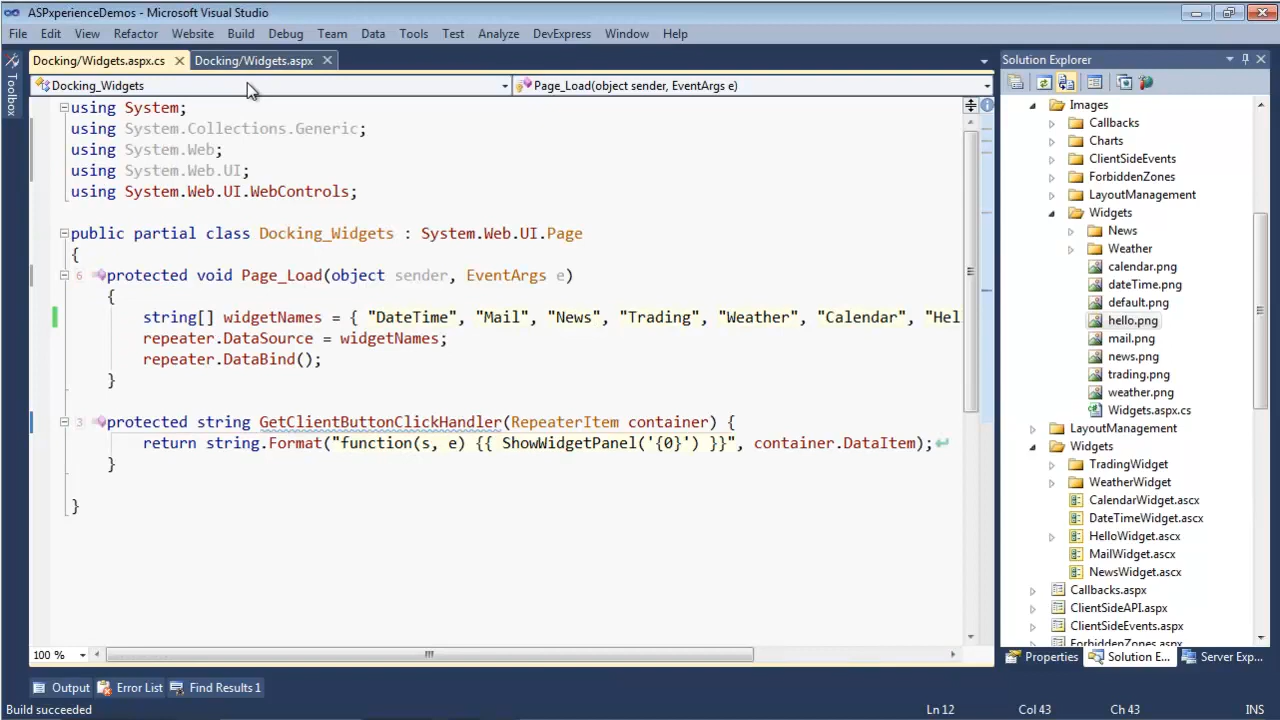 ASPxperienceDemos - Microsoft Visual Studio
File Edit View Refactor Website Build Debug Team Data Tools Test Analyze DevExpress Window Help
Docking/Widgets.aspx.cs Docking/Widgets.aspx
Docking_Widgets Page_Load(object sender, EventArgs e)
Toolbox
using System;
using System.Collections.Generic;
using System.Web;
using System.Web.UI;
using System.Web.UI.WebControls;
public partial class Docking_Widgets : System.Web.UI.Page
{
6 protected void Page_Load(object sender, EventArgs e)
{
string[] widgetNames = { "DateTime", "Mail", "News", "Trading", "Weather", "Calendar", "Hel
repeater.DataSource = widgetNames;
repeater.DataBind();
}
3 protected string GetClientButtonClickHandler(RepeaterItem container) {
return string.Format("function(s, e) {{ ShowWidgetPanel('{0}') }}", container.DataItem);
}
}
100 %
Solution Explorer
Images
Callbacks
Charts
ClientSideEvents
ForbiddenZones
LayoutManagement
Widgets
News
Weather
calendar.png
dateTime.png
default.png
hello.png
mail.png
news.png
trading.png
weather.png
Widgets.aspx.cs
LayoutManagement
Widgets
TradingWidget
WeatherWidget
CalendarWidget.ascx
DateTimeWidget.ascx
HelloWidget.ascx
MailWidget.ascx
NewsWidget.ascx
Callbacks.aspx
ClientSideAPI.aspx
ClientSideEvents.aspx
ForbiddenZones.aspx
Properties Solution E... Server Exp...
Output Error List Find Results 1
Build succeeded Ln 12 Col 43 Ch 43 INS